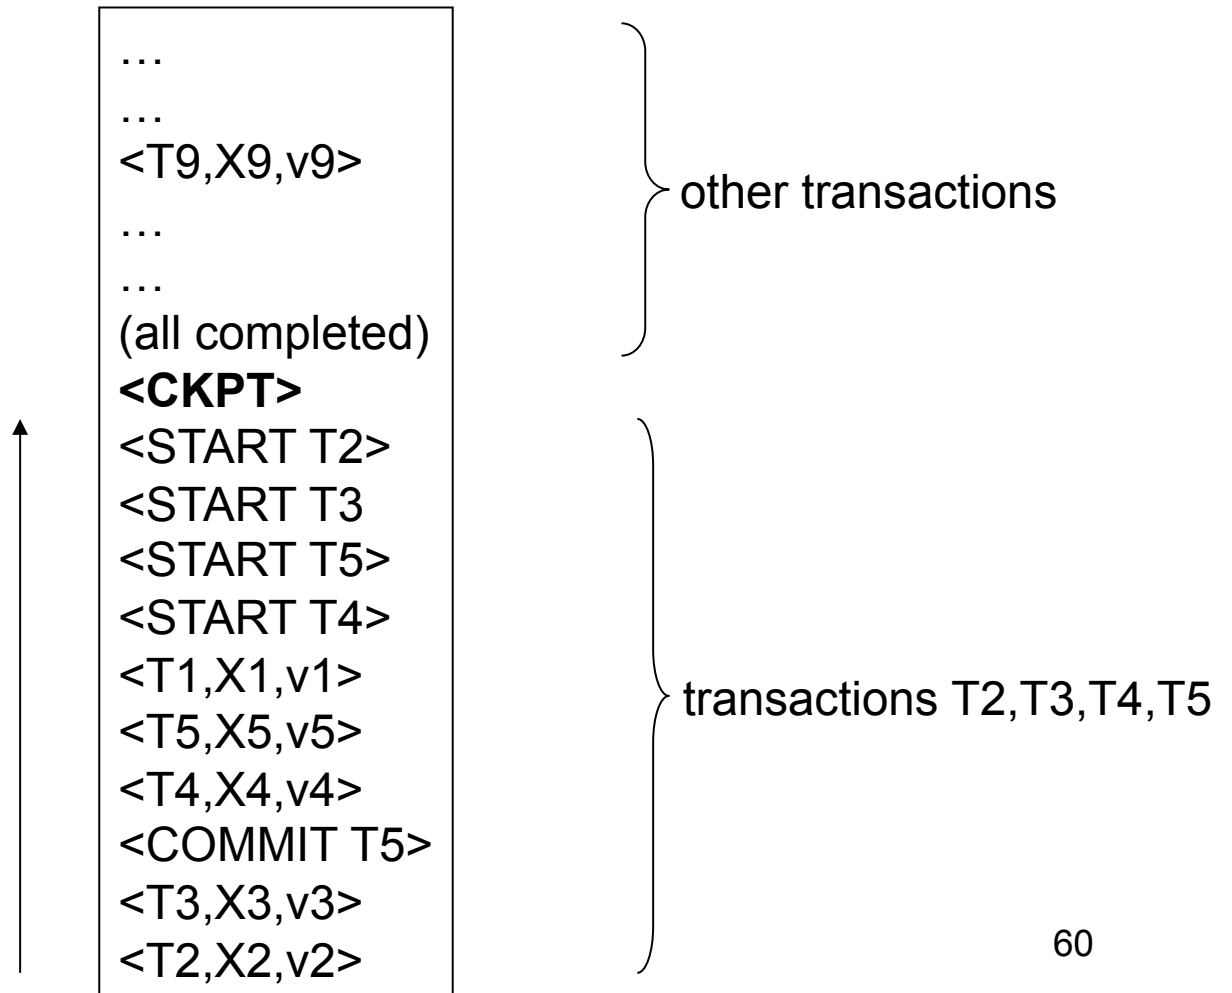 …
…
<T9,X9,v9>
other transactions
…
…
(all completed)
<CKPT>
<START T2>
<START T3
<START T5>
<START T4>
<T1,X1,v1>
transactions T2,T3,T4,T5
<T5,X5,v5>
<T4,X4,v4>
<COMMIT T5>
<T3,X3,v3>
<T2,X2,v2>
60